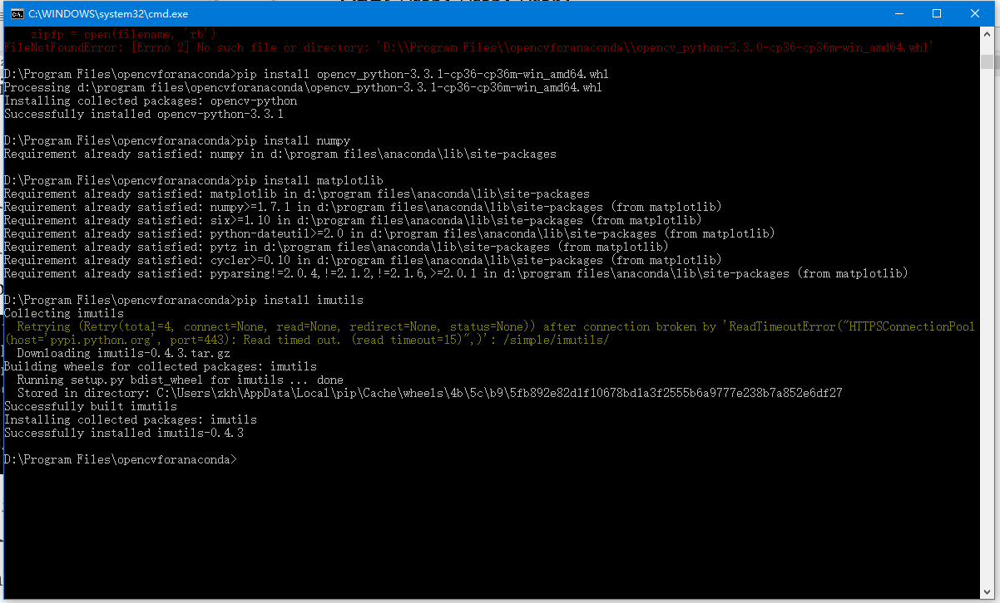 C:\WINDOWS\system32\cmd.exe
zipfp = open(filename, 'rb')
FileNotFoundError: [Errno 2] No such file or directory: 'D:\\Program Files\\opencvforanaconda\\opencv_python-3.3.0-cp36-cp36m-win_amd64.whl'
D:\Program Files\opencvforanaconda>pip install opencv_python-3.3.1-cp36-cp36m-win_amd64.whl
Processing d:\program files\opencvforanaconda\opencv_python-3.3.1-cp36-cp36m-win_amd64.whl
Installing collected packages: opencv-python
Successfully installed opencv-python-3.3.1
D:\Program Files\opencvforanaconda>pip install numpy
Requirement already satisfied: numpy in d:\program files\anaconda\lib\site-packages
D:\Program Files\opencvforanaconda>pip install matplotlib
Requirement already satisfied: matplotlib in d:\program files\anaconda\lib\site-packages
Requirement already satisfied: numpy>=1.7.1 in d:\program files\anaconda\lib\site-packages (from matplotlib)
Requirement already satisfied: six>=1.10 in d:\program files\anaconda\lib\site-packages (from matplotlib)
Requirement already satisfied: python-dateutil>=2.0 in d:\program files\anaconda\lib\site-packages (from matplotlib)
Requirement already satisfied: pytz in d:\program files\anaconda\lib\site-packages (from matplotlib)
Requirement already satisfied: cycler>=0.10 in d:\program files\anaconda\lib\site-packages (from matplotlib)
Requirement already satisfied: pyparsing!=2.0.4,!=2.1.2,!=2.1.6,>=2.0.1 in d:\program files\anaconda\lib\site-packages (from matplotlib)
D:\Program Files\opencvforanaconda>pip install imutils
Collecting imutils
Retrying (Retry(total=4, connect=None, read=None, redirect=None, status=None)) after connection broken by 'ReadTimeoutError("HTTPSConnectionPool
(host='pypi.python.org', port=443): Read timed out. (read timeout=15)",)': /simple/imutils/
Downloading imutils-0.4.3.tar.gz
Building wheels for collected packages: imutils
Running setup.py bdist_wheel for imutils ... done
Stored in directory: C:\Users\zkh\AppData\Local\pip\Cache\wheels\4b\5c\b9\5fb892e82d1f10678bd1a3f2555b6a9777e238b7a852e6df27
Successfully built imutils
Installing collected packages: imutils
Successfully installed imutils-0.4.3
D:\Program Files\opencvforanaconda>